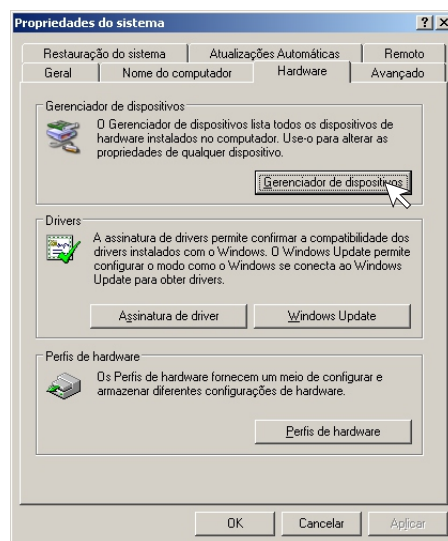 Propriedades do sistema
Restauração do sistema
Atualizações Automáticas
Remoto
Geral
Nome do computador
Hardware
Avançado
Gerenciador de dispositivos
O Gerenciador de dispositivos lista todos os dispositivos de
hardware instalados no computador. Use-o para alterar as
propriedades de qualquer dispositivo.
Gerenciador de dispositivos
Drivers
A assinatura de drivers permite confirmar a compatibilidade dos
drivers instalados com o Windows. O Windows Update permite
configurar o modo como o Windows se conecta ao Windows
Update para obter drivers.
Assinatura de driver
Windows Update
Perfis de hardware
Os Perfis de hardware fornecem um meio de configurar e
armazenar diferentes configurações de hardware.
Perfis de hardware
OK
Cancelar
Aplicar